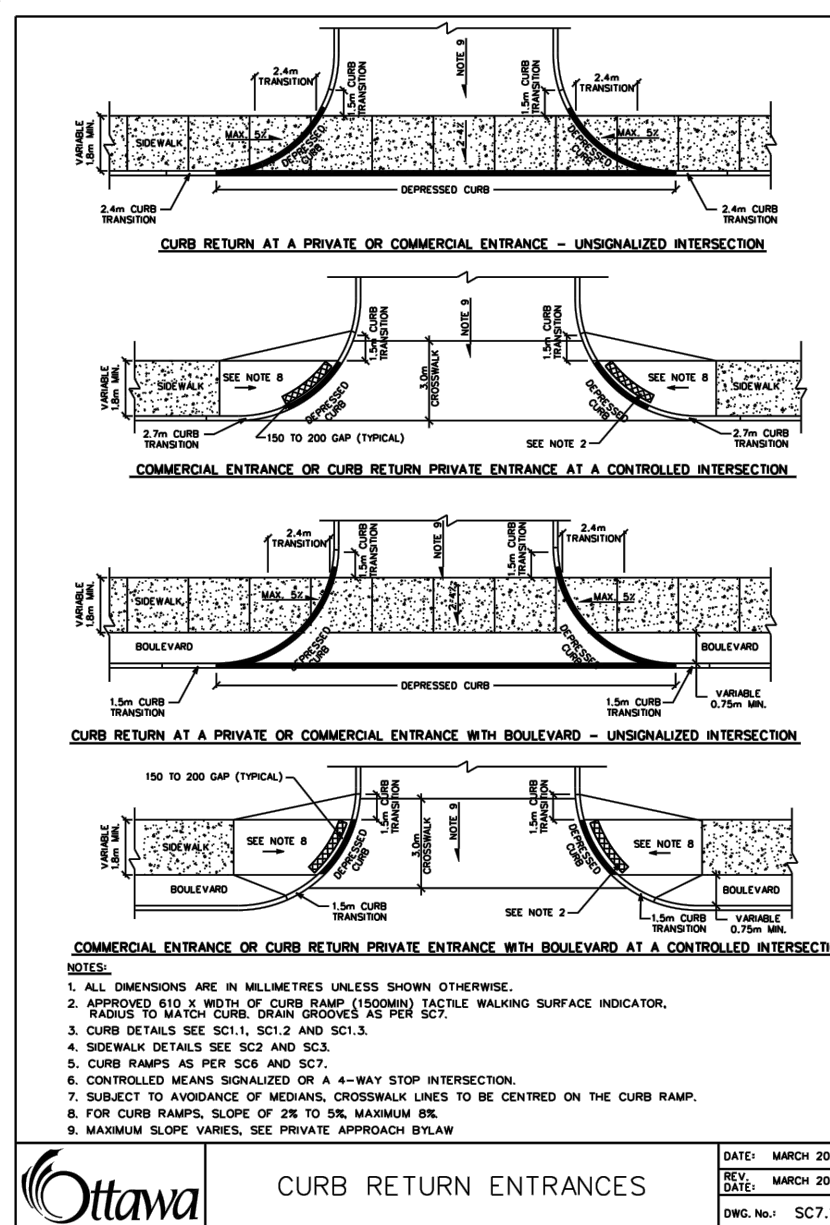 2.4m
TRANSITION
1.5m CURB
TRANSITION
NOTE 9
1.5m CURB
TRANSITION
2.4m
TRANSITION
VARIABLE
1.8m MIN.
SIDEWALK
MAX. 5%
DEPRESSED
CURB
2-4%
DEPRESSED
CURB
MAX. 5%
DEPRESSED CURB
2.4m CURB
TRANSITION
2.4m CURB
TRANSITION
CURB RETURN AT A PRIVATE OR COMMERCIAL ENTRANCE - UNSIGNALIZED INTERSECTION
1.5m CURB
TRANSITION
NOTE 9
1.5m CURB
TRANSITION
VARIABLE
1.8m MIN.
SIDEWALK
SEE NOTE 8
DEPRESSED
CURB
3.0m
CROSSWALK
DEPRESSED
CURB
SEE NOTE 8
SIDEWALK
2.7m CURB
TRANSITION
150 TO 200 GAP (TYPICAL)
SEE NOTE 2
2.7m CURB
TRANSITION
COMMERCIAL ENTRANCE OR CURB RETURN PRIVATE ENTRANCE AT A CONTROLLED INTERSECTION
2.4m
TRANSITION
1.5m CURB
TRANSITION
NOTE 9
1.5m CURB
TRANSITION
2.4m
TRANSITION
VARIABLE
1.8m MIN.
SIDEWALK
MAX. 5%
2-4%
MAX. 5%
BOULEVARD
DEPRESSED
CURB
DEPRESSED
CURB
BOULEVARD
DEPRESSED CURB
1.5m CURB
TRANSITION
1.5m CURB
TRANSITION
VARIABLE
0.75m MIN.
CURB RETURN AT A PRIVATE OR COMMERCIAL ENTRANCE WITH BOULEVARD - UNSIGNALIZED INTERSECTION
150 TO 200 GAP (TYPICAL)
1.5m CURB
TRANSITION
NOTE 9
1.5m CURB
TRANSITION
VARIABLE
1.8m MIN.
SIDEWALK
SEE NOTE 8
DEPRESSED
CURB
3.0m
CROSSWALK
DEPRESSED
CURB
SEE NOTE 8
BOULEVARD
BOULEVARD
1.5m CURB
TRANSITION
SEE NOTE 2
1.5m CURB
TRANSITION
VARIABLE
0.75m MIN.
COMMERCIAL ENTRANCE OR CURB RETURN PRIVATE ENTRANCE WITH BOULEVARD AT A CONTROLLED INTERSECTI
NOTES:
1. ALL DIMENSIONS ARE IN MILLIMETRES UNLESS SHOWN OTHERWISE.
2. APPROVED 610 X WIDTH OF CURB RAMP (1500MIN) TACTILE WALKING SURFACE INDICATOR,
RADIUS TO MATCH CURB. DRAIN GROOVES AS PER SC7.
3. CURB DETAILS SEE SC1.1, SC1.2 AND SC1.3.
4. SIDEWALK DETAILS SEE SC2 AND SC3.
5. CURB RAMPS AS PER SC6 AND SC7.
6. CONTROLLED MEANS SIGNALIZED OR A 4-WAY STOP INTERSECTION.
7. SUBJECT TO AVOIDANCE OF MEDIANS, CROSSWALK LINES TO BE CENTRED ON THE CURB RAMP.
8. FOR CURB RAMPS, SLOPE OF 2% TO 5%, MAXIMUM 8%.
9. MAXIMUM SLOPE VARIES, SEE PRIVATE APPROACH BYLAW
Ottawa
CURB RETURN ENTRANCES
DATE: MARCH 20
REV.
DATE: MARCH 20
DWG. No.: SC7.